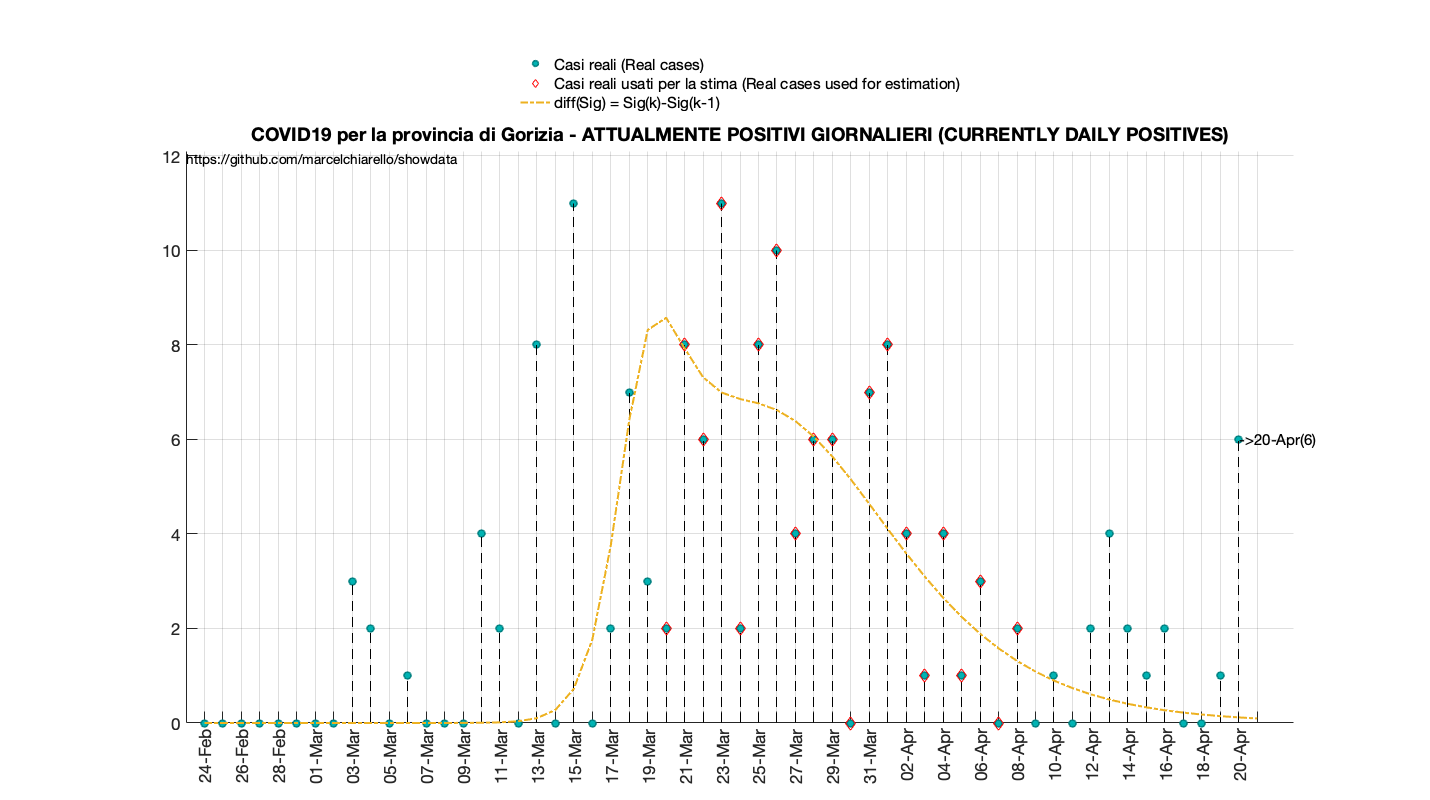 Casi reali (Real cases)
Casi reali usati per la stima (Real cases used for estimation)
diff(Sig) = Sig(k)-Sig(k-1)
COVID19 per la provincia di Gorizia - ATTUALMENTE POSITIVI GIORNALIERI (CURRENTLY DAILY POSITIVES)
https://github.com/marcelchiarello/showdata
12
10
8
6
4
2
0
>20-Apr(6)
24-Feb
26-Feb
28-Feb
01-Mar
03-Mar
05-Mar
07-Mar
09-Mar
11-Mar
13-Mar
15-Mar
17-Mar
19-Mar
21-Mar
23-Mar
25-Mar
27-Mar
29-Mar
31-Mar
02-Apr
04-Apr
06-Apr
08-Apr
10-Apr
12-Apr
14-Apr
16-Apr
18-Apr
20-Apr